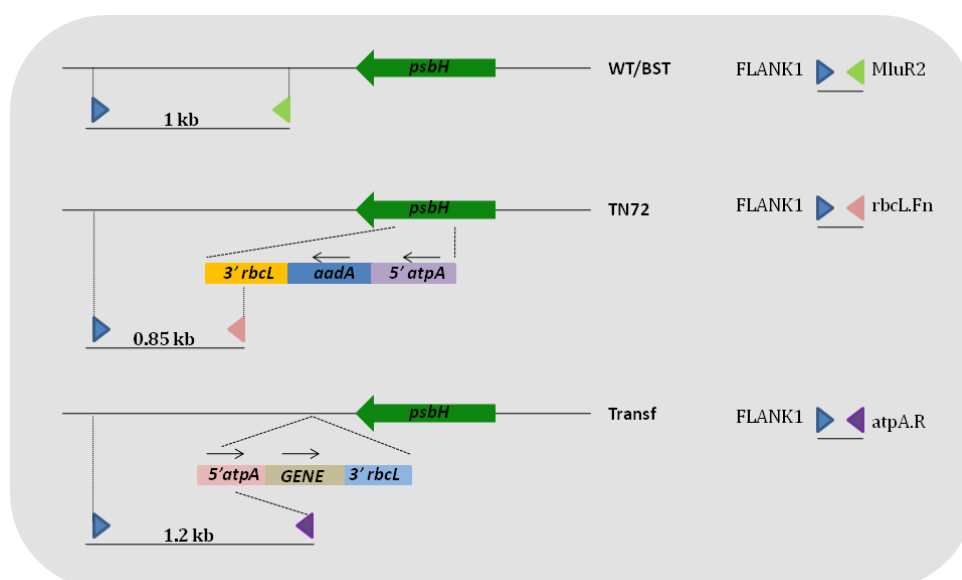 psbH WT/BST FLANK1 MluR2
1 kb
psbH TN72 FLANK1 rbcL.Fn
3' rbcL aadA 5' atpA
0.85 kb
psbH Transf FLANK1 atpA.R
5'atpA GENE 3' rbcL
1.2 kb